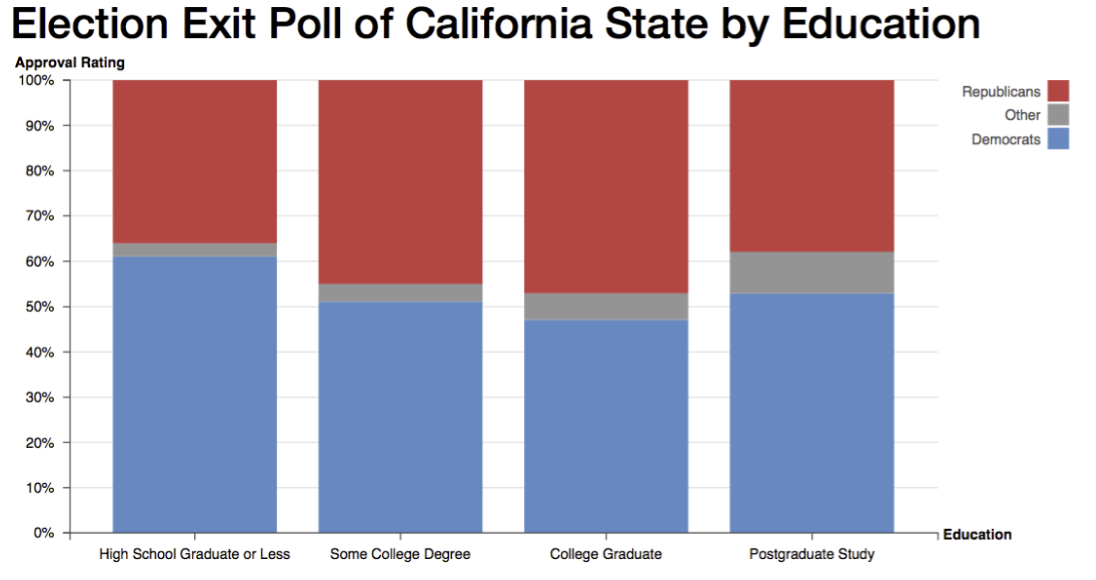 Election Exit Poll of California State by Education
Approval Rating
100%
90%
80%
70%
60%
50%
40%
30%
20%
10%
0%
Republicans
Other
Democrats
High School Graduate or Less
Some College Degree
College Graduate
Postgraduate Study
Education